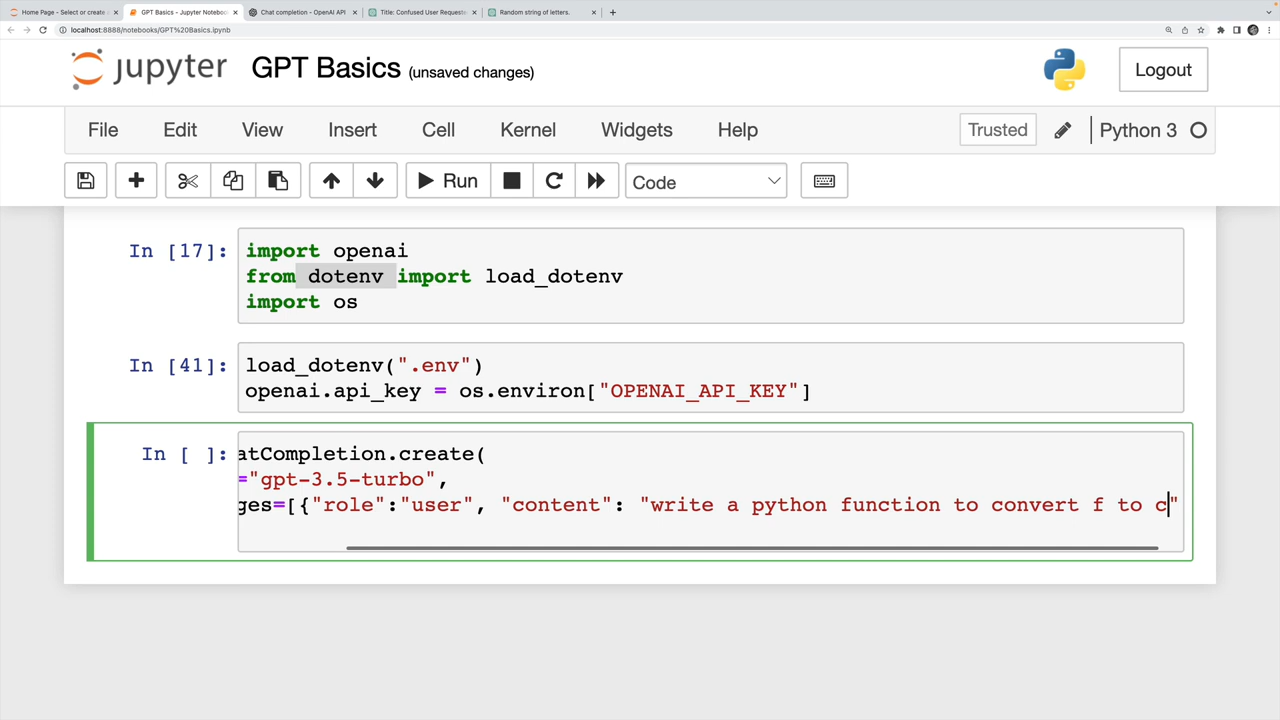 Home Page - Select or create
GPT Basics - Jupyter Notebook
Chat completion - OpenAI API
Title: Confused User Requeste
Random string of letters.
localhost:8888/notebooks/GPT%20Basics.ipynb
jupyter GPT Basics (unsaved changes) Logout
File Edit View Insert Cell Kernel Widgets Help Trusted Python 3
Run Code
In [17]: import openai
from dotenv import load_dotenv
import os
In [41]: load_dotenv(".env")
openai.api_key = os.environ["OPENAI_API_KEY"]
In [ ]: atCompletion.create(
="gpt-3.5-turbo",
ges=[{"role":"user", "content": "write a python function to convert f to c"